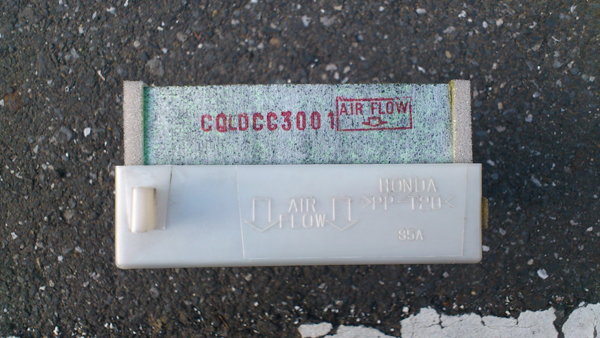 CQLDCC3001
AIR FLOW
HONDA
>PP-T20<
AIR
FLOW
S5A